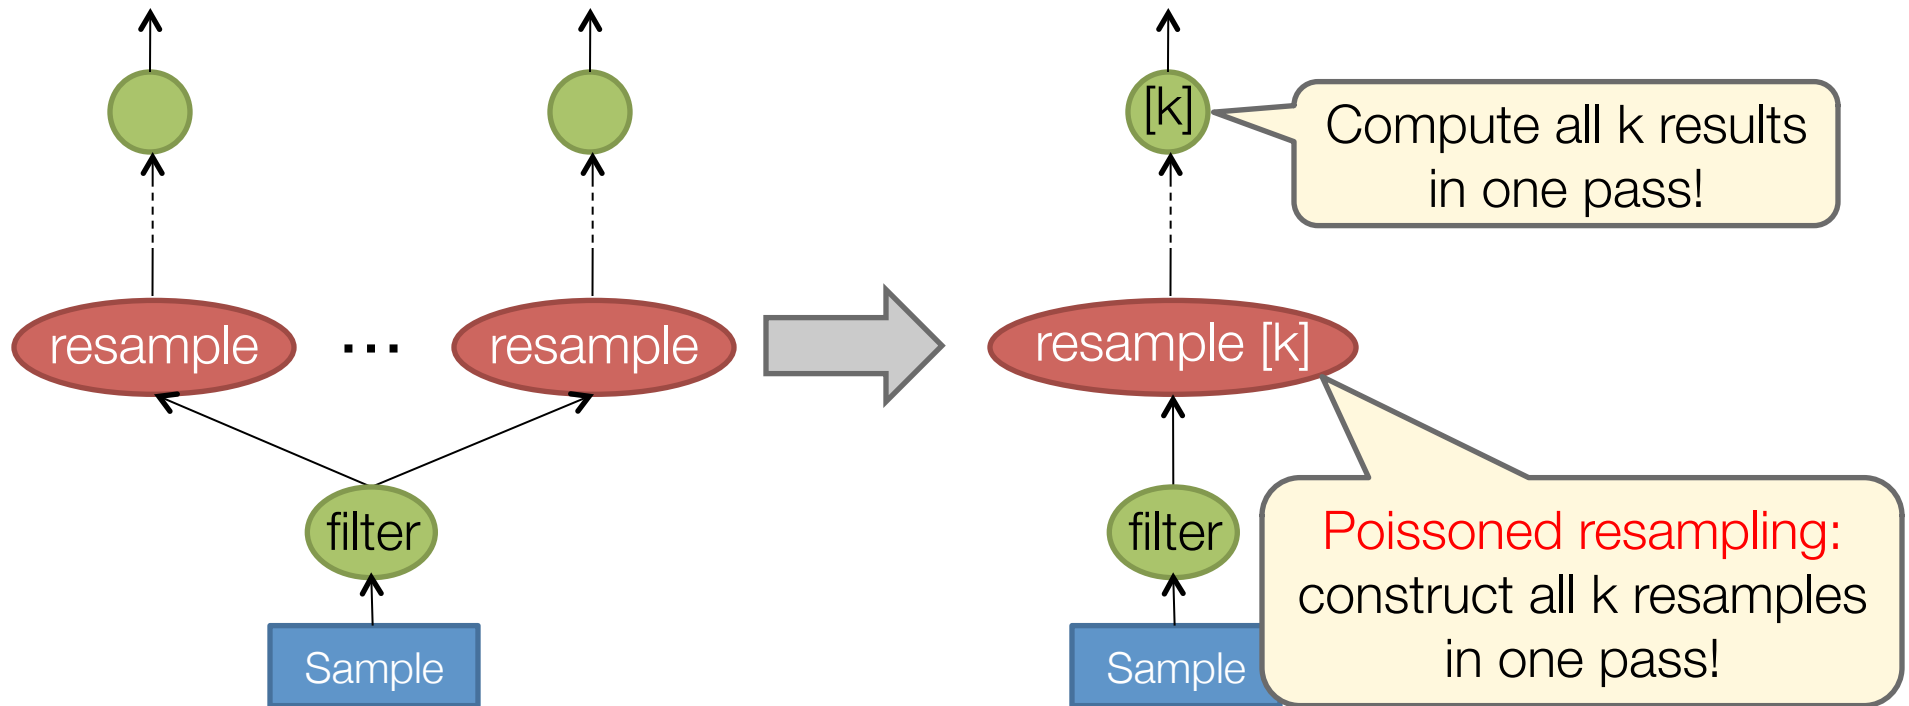 [k]
Compute all k results
in one pass!
resample
...
resample
resample [k]
filter
filter
Poissoned resampling:
construct all k resamples
in one pass!
Sample
Sample